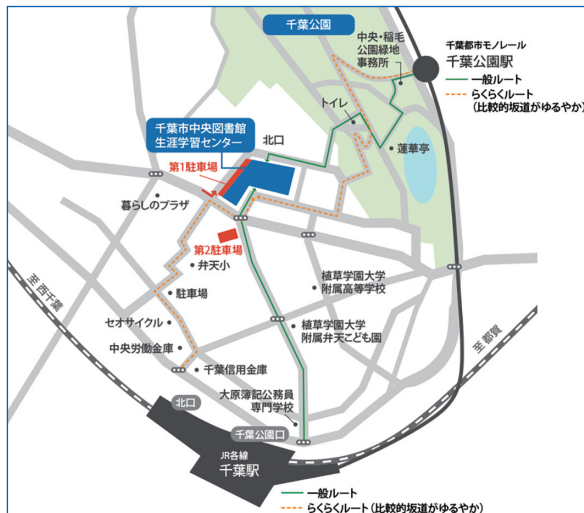 千葉公園
中央・稲毛
公園緑地
事務所
千葉都市モノレール
千葉公園駅
一般ルート
らくらくルート
(比較的坂道がゆるやか)
トイレ
千葉市中央図書館
生涯学習センター
北口
蓮華亭
第1駐車場
暮らしのプラザ
第2駐車場
弁天小
植草学園大学
附属高等学校
至西千葉
駐車場
セオサイクル
植草学園大学
附属弁天こども園
至都賀
中央労働金庫
千葉信用金庫
大原簿記公務員
専門学校
北口
千葉公園口
JR各線
千葉駅
一般ルート
らくらくルート(比較的坂道がゆるやか)